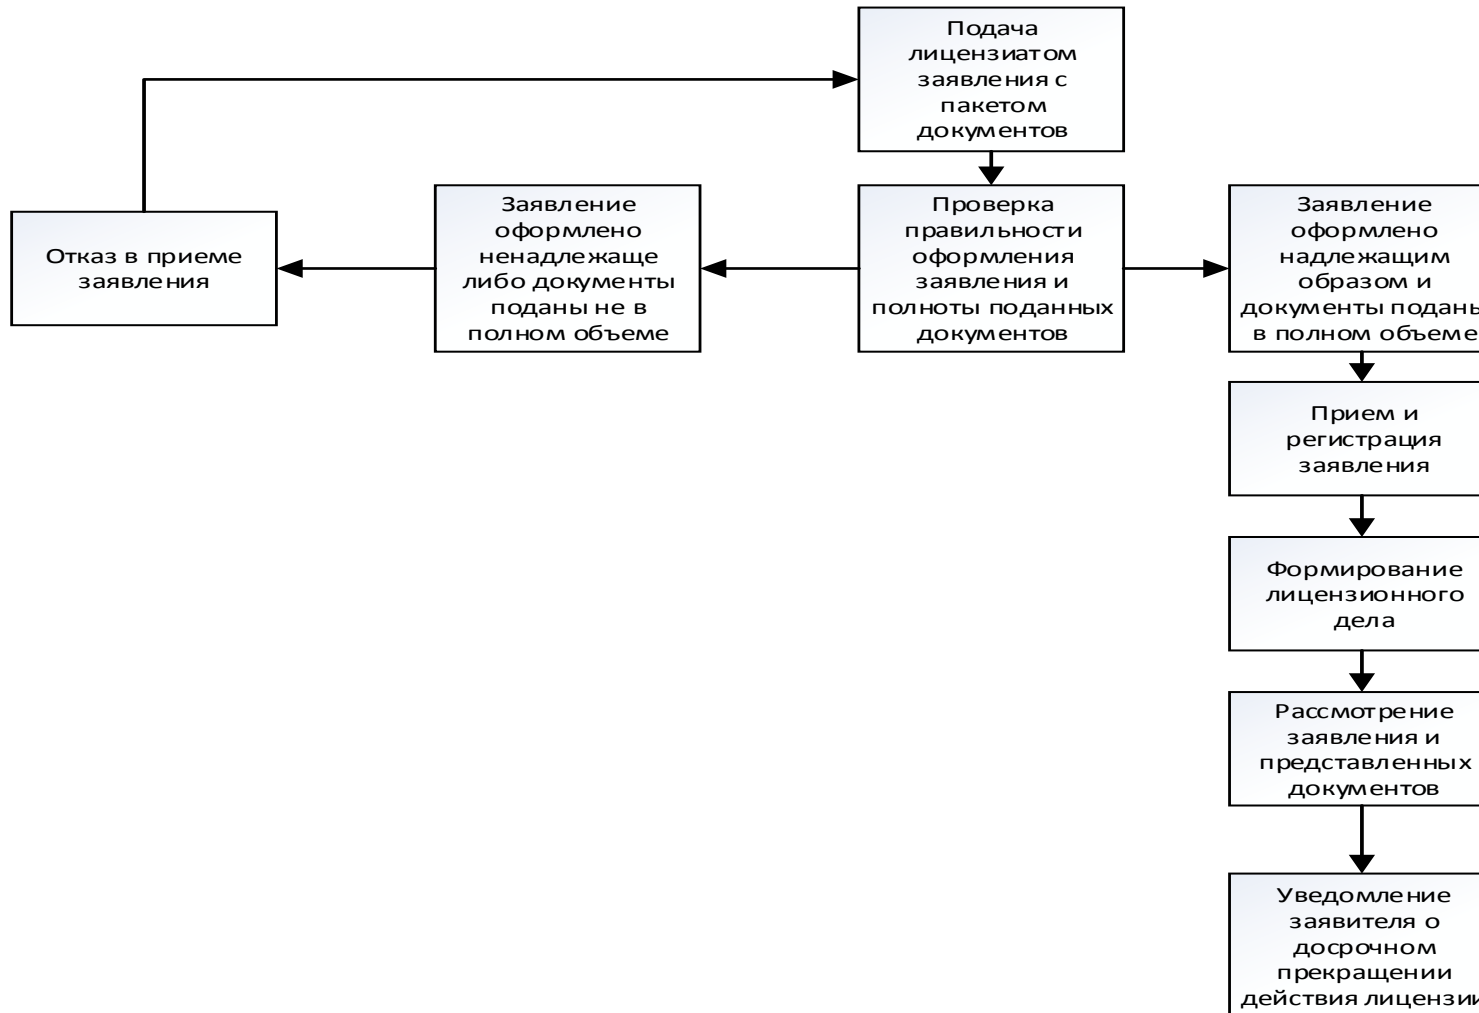 Подача
лицензиатом
заявления с
пакетом
документов
Отказ в приеме
заявления
Заявление
оформлено
ненадлежаще
либо документы
поданы не в
полном объеме
Проверка
правильности
оформления
заявления и
полноты поданных
документов
Заявление
оформлено
надлежащим
образом и
документы поданы
в полном объеме
Прием и
регистрация
заявления
Формирование
лицензионного
дела
Рассмотрение
заявления и
представленных
документов
Уведомление
заявителя о
досрочном
прекращении
действия лицензии